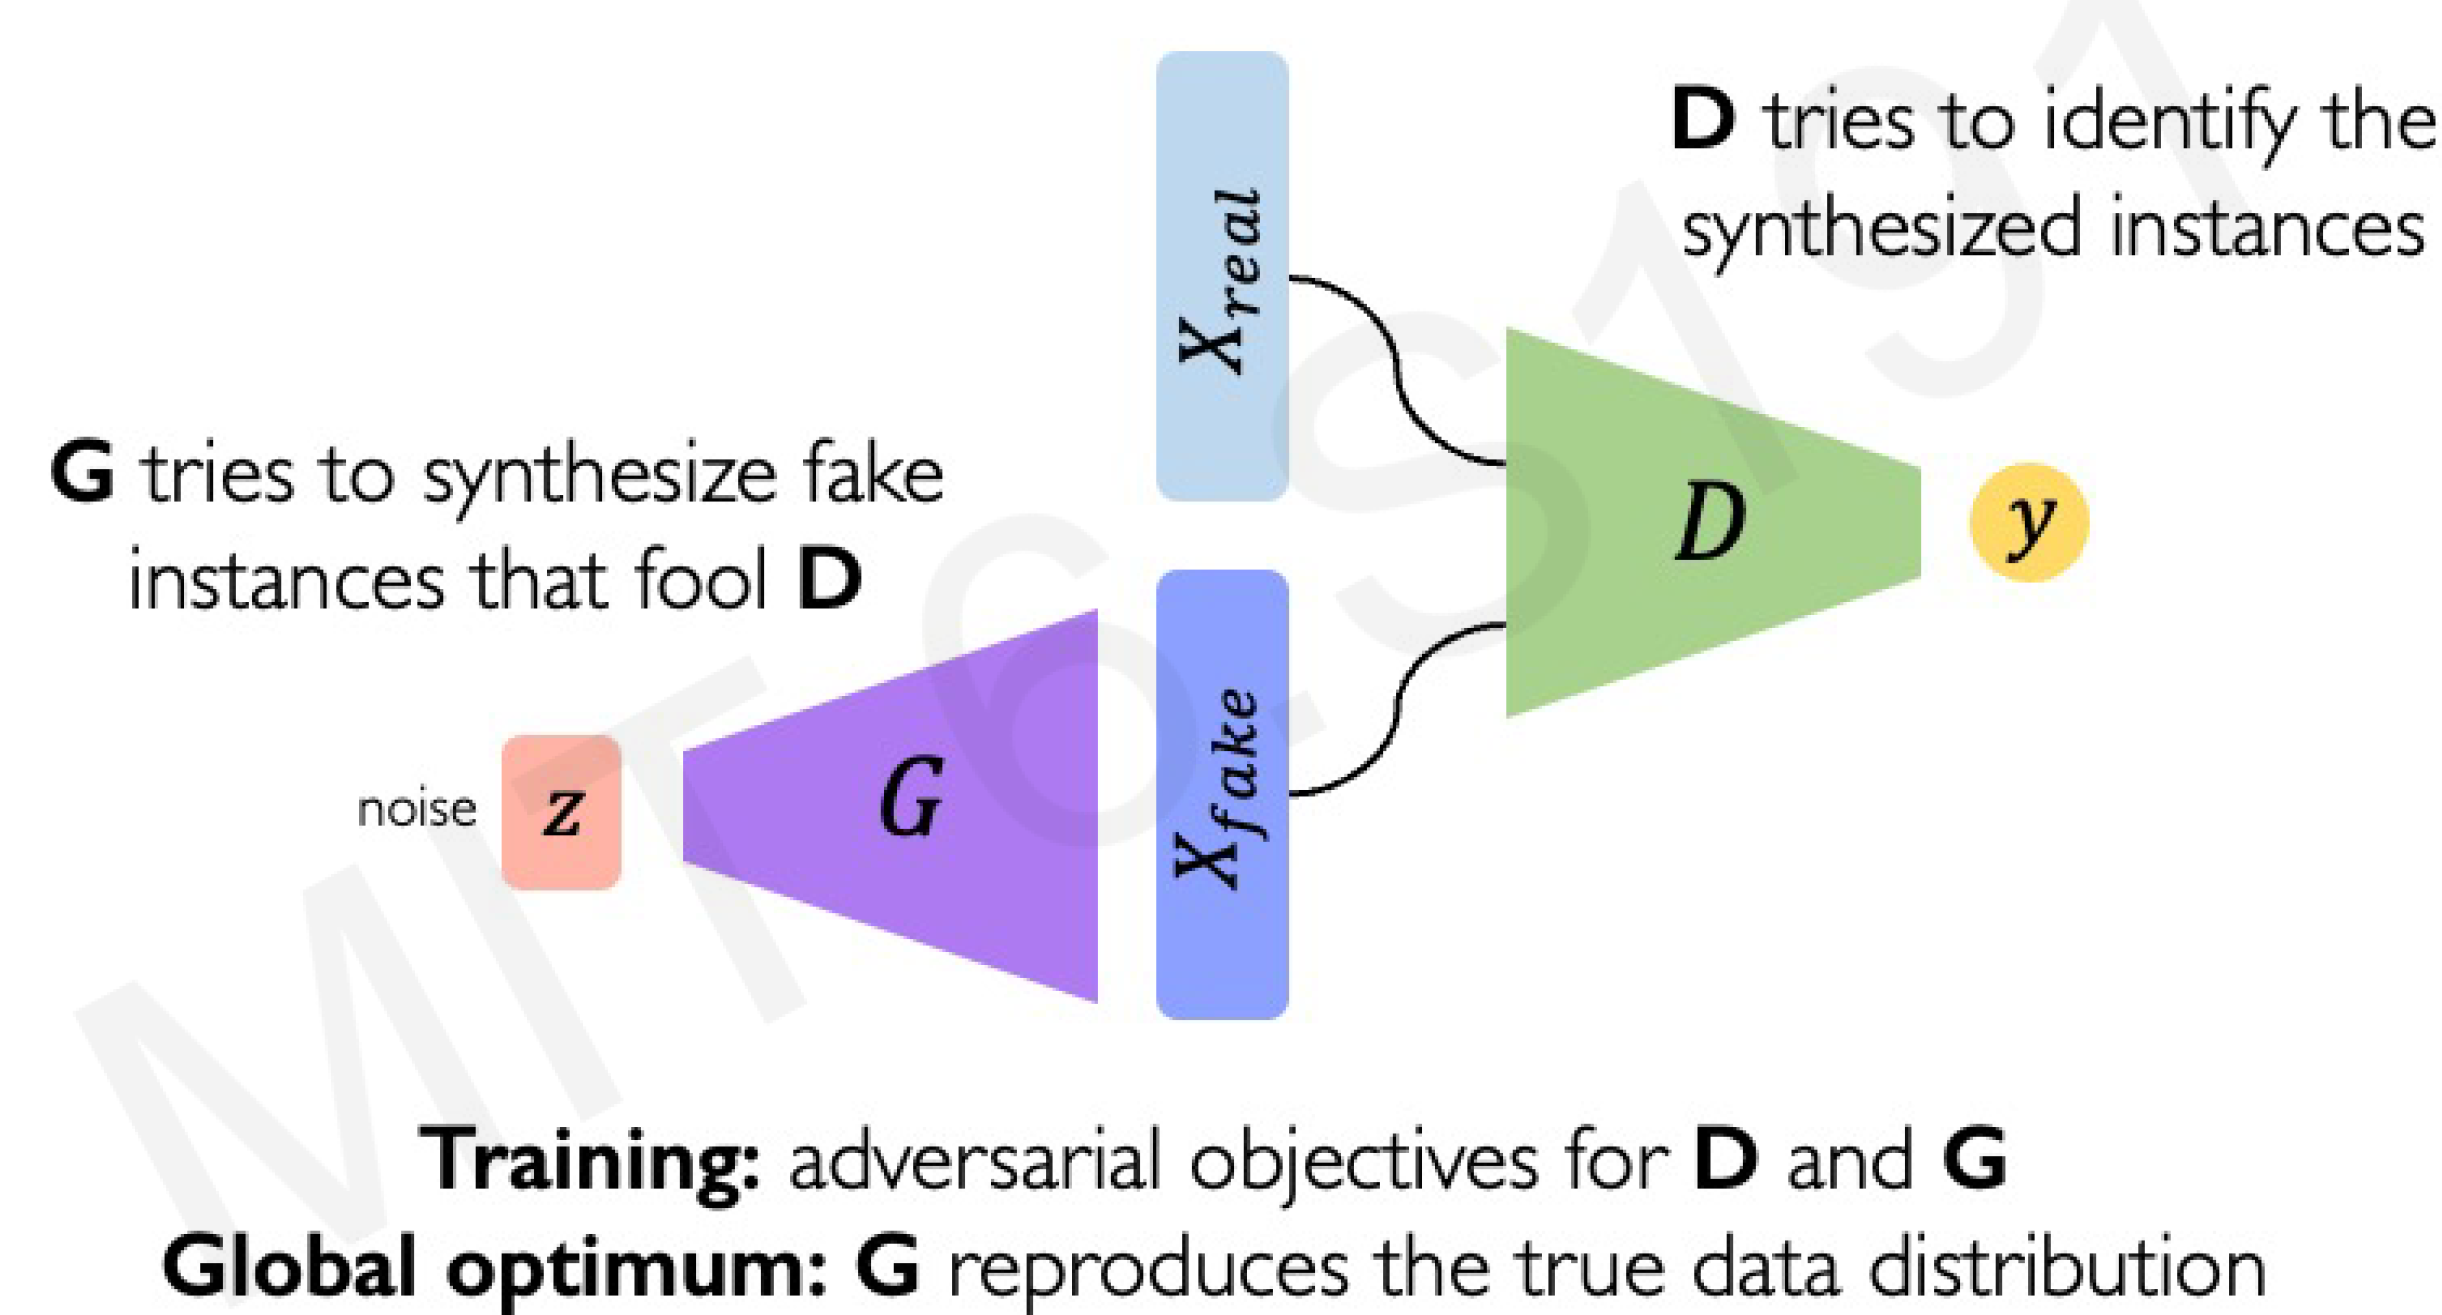 D tries to identify the
synthesized instances
X_real
G tries to synthesize fake
instances that fool D
D
y
noise
z
G
X_fake
Training: adversarial objectives for D and G
Global optimum: G reproduces the true data distribution
MIT 6.S191